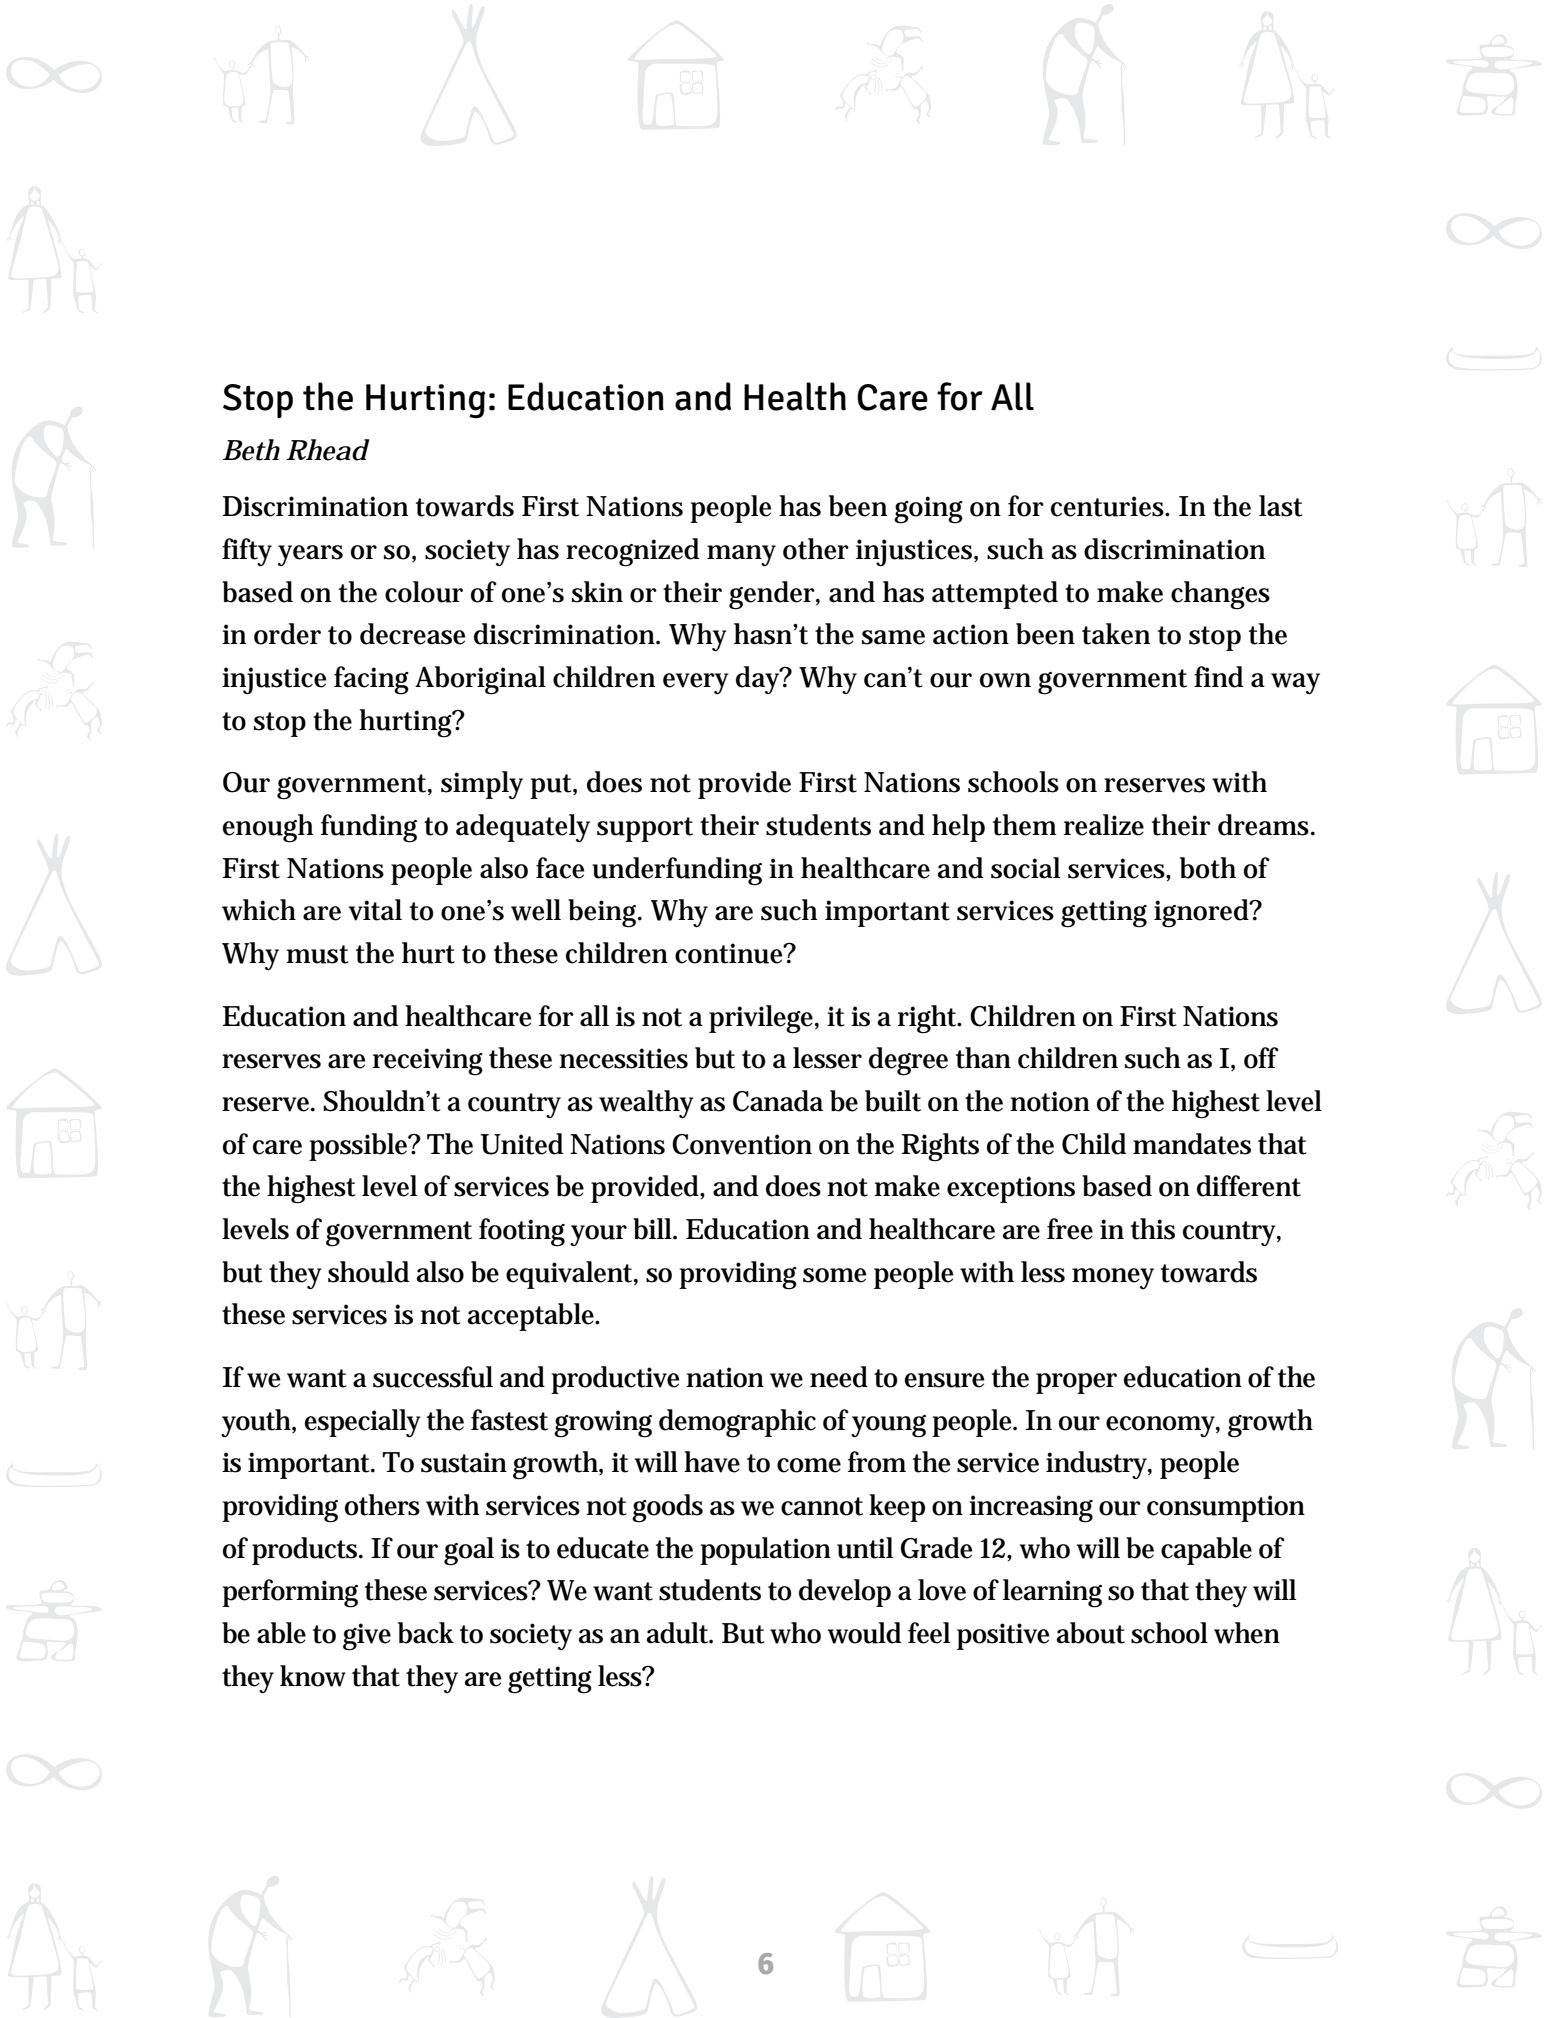 Stop the Hurting: Education and Health Care for All
Beth Rhead
Discrimination towards First Nations people has been going on for centuries. In the last
fifty years or so, society has recognized many other injustices, such as discrimination
based on the colour of one’s skin or their gender, and has attempted to make changes
in order to decrease discrimination. Why hasn’t the same action been taken to stop the
injustice facing Aboriginal children every day? Why can’t our own government find a way
to stop the hurting?
Our government, simply put, does not provide First Nations schools on reserves with
enough funding to adequately support their students and help them realize their dreams.
First Nations people also face underfunding in healthcare and social services, both of
which are vital to one’s well being. Why are such important services getting ignored?
Why must the hurt to these children continue?
Education and healthcare for all is not a privilege, it is a right. Children on First Nations
reserves are receiving these necessities but to a lesser degree than children such as I, off
reserve. Shouldn’t a country as wealthy as Canada be built on the notion of the highest level
of care possible? The United Nations Convention on the Rights of the Child mandates that
the highest level of services be provided, and does not make exceptions based on different
levels of government footing your bill. Education and healthcare are free in this country,
but they should also be equivalent, so providing some people with less money towards
these services is not acceptable.
If we want a successful and productive nation we need to ensure the proper education of the
youth, especially the fastest growing demographic of young people. In our economy, growth
is important. To sustain growth, it will have to come from the service industry, people
providing others with services not goods as we cannot keep on increasing our consumption
of products. If our goal is to educate the population until Grade 12, who will be capable of
performing these services? We want students to develop a love of learning so that they will
be able to give back to society as an adult. But who would feel positive about school when
they know that they are getting less?
6